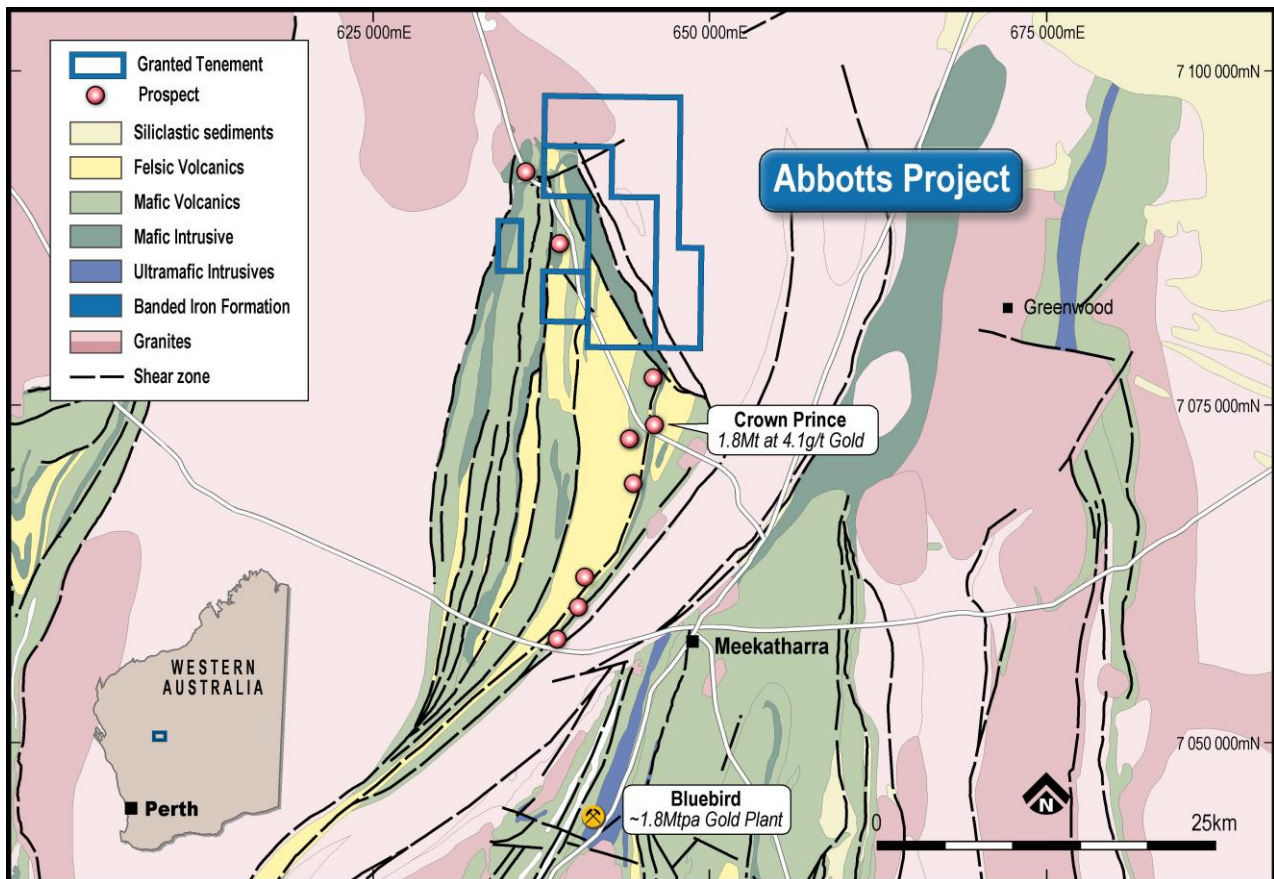 625 000mE
650 000mE
675 000mE
Granted Tenement
Prospect
Siliclastic sediments
Felsic Volcanics
Mafic Volcanics
Mafic Intrusive
Ultramafic Intrusives
Banded Iron Formation
Granites
Shear zone
7 100 000mN
Abbotts Project
Greenwood
7 075 000mN
Crown Prince
1.8Mt at 4.1g/t Gold
Meekatharra
WESTERN
AUSTRALIA
Perth
7 050 000mN
Bluebird
~1.8Mtpa Gold Plant
N
0
25km